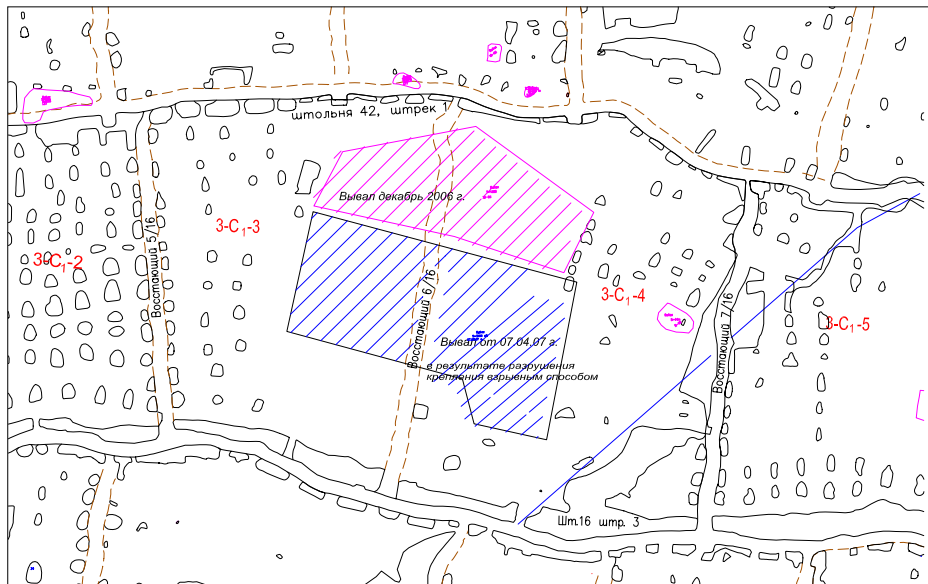 штольня 42, штрек 1
Вывал декабрь 2006 г.
3-С₁-3
3-С₁-2
Восстающий 5/16
Восстающий 6/16
3-С₁-4
Восстающий 7/16
3-С₁-5
Вывал от 07.04.07 г.
в результате разрушения
крепления взрывным способом
Шт.16 штр. 3